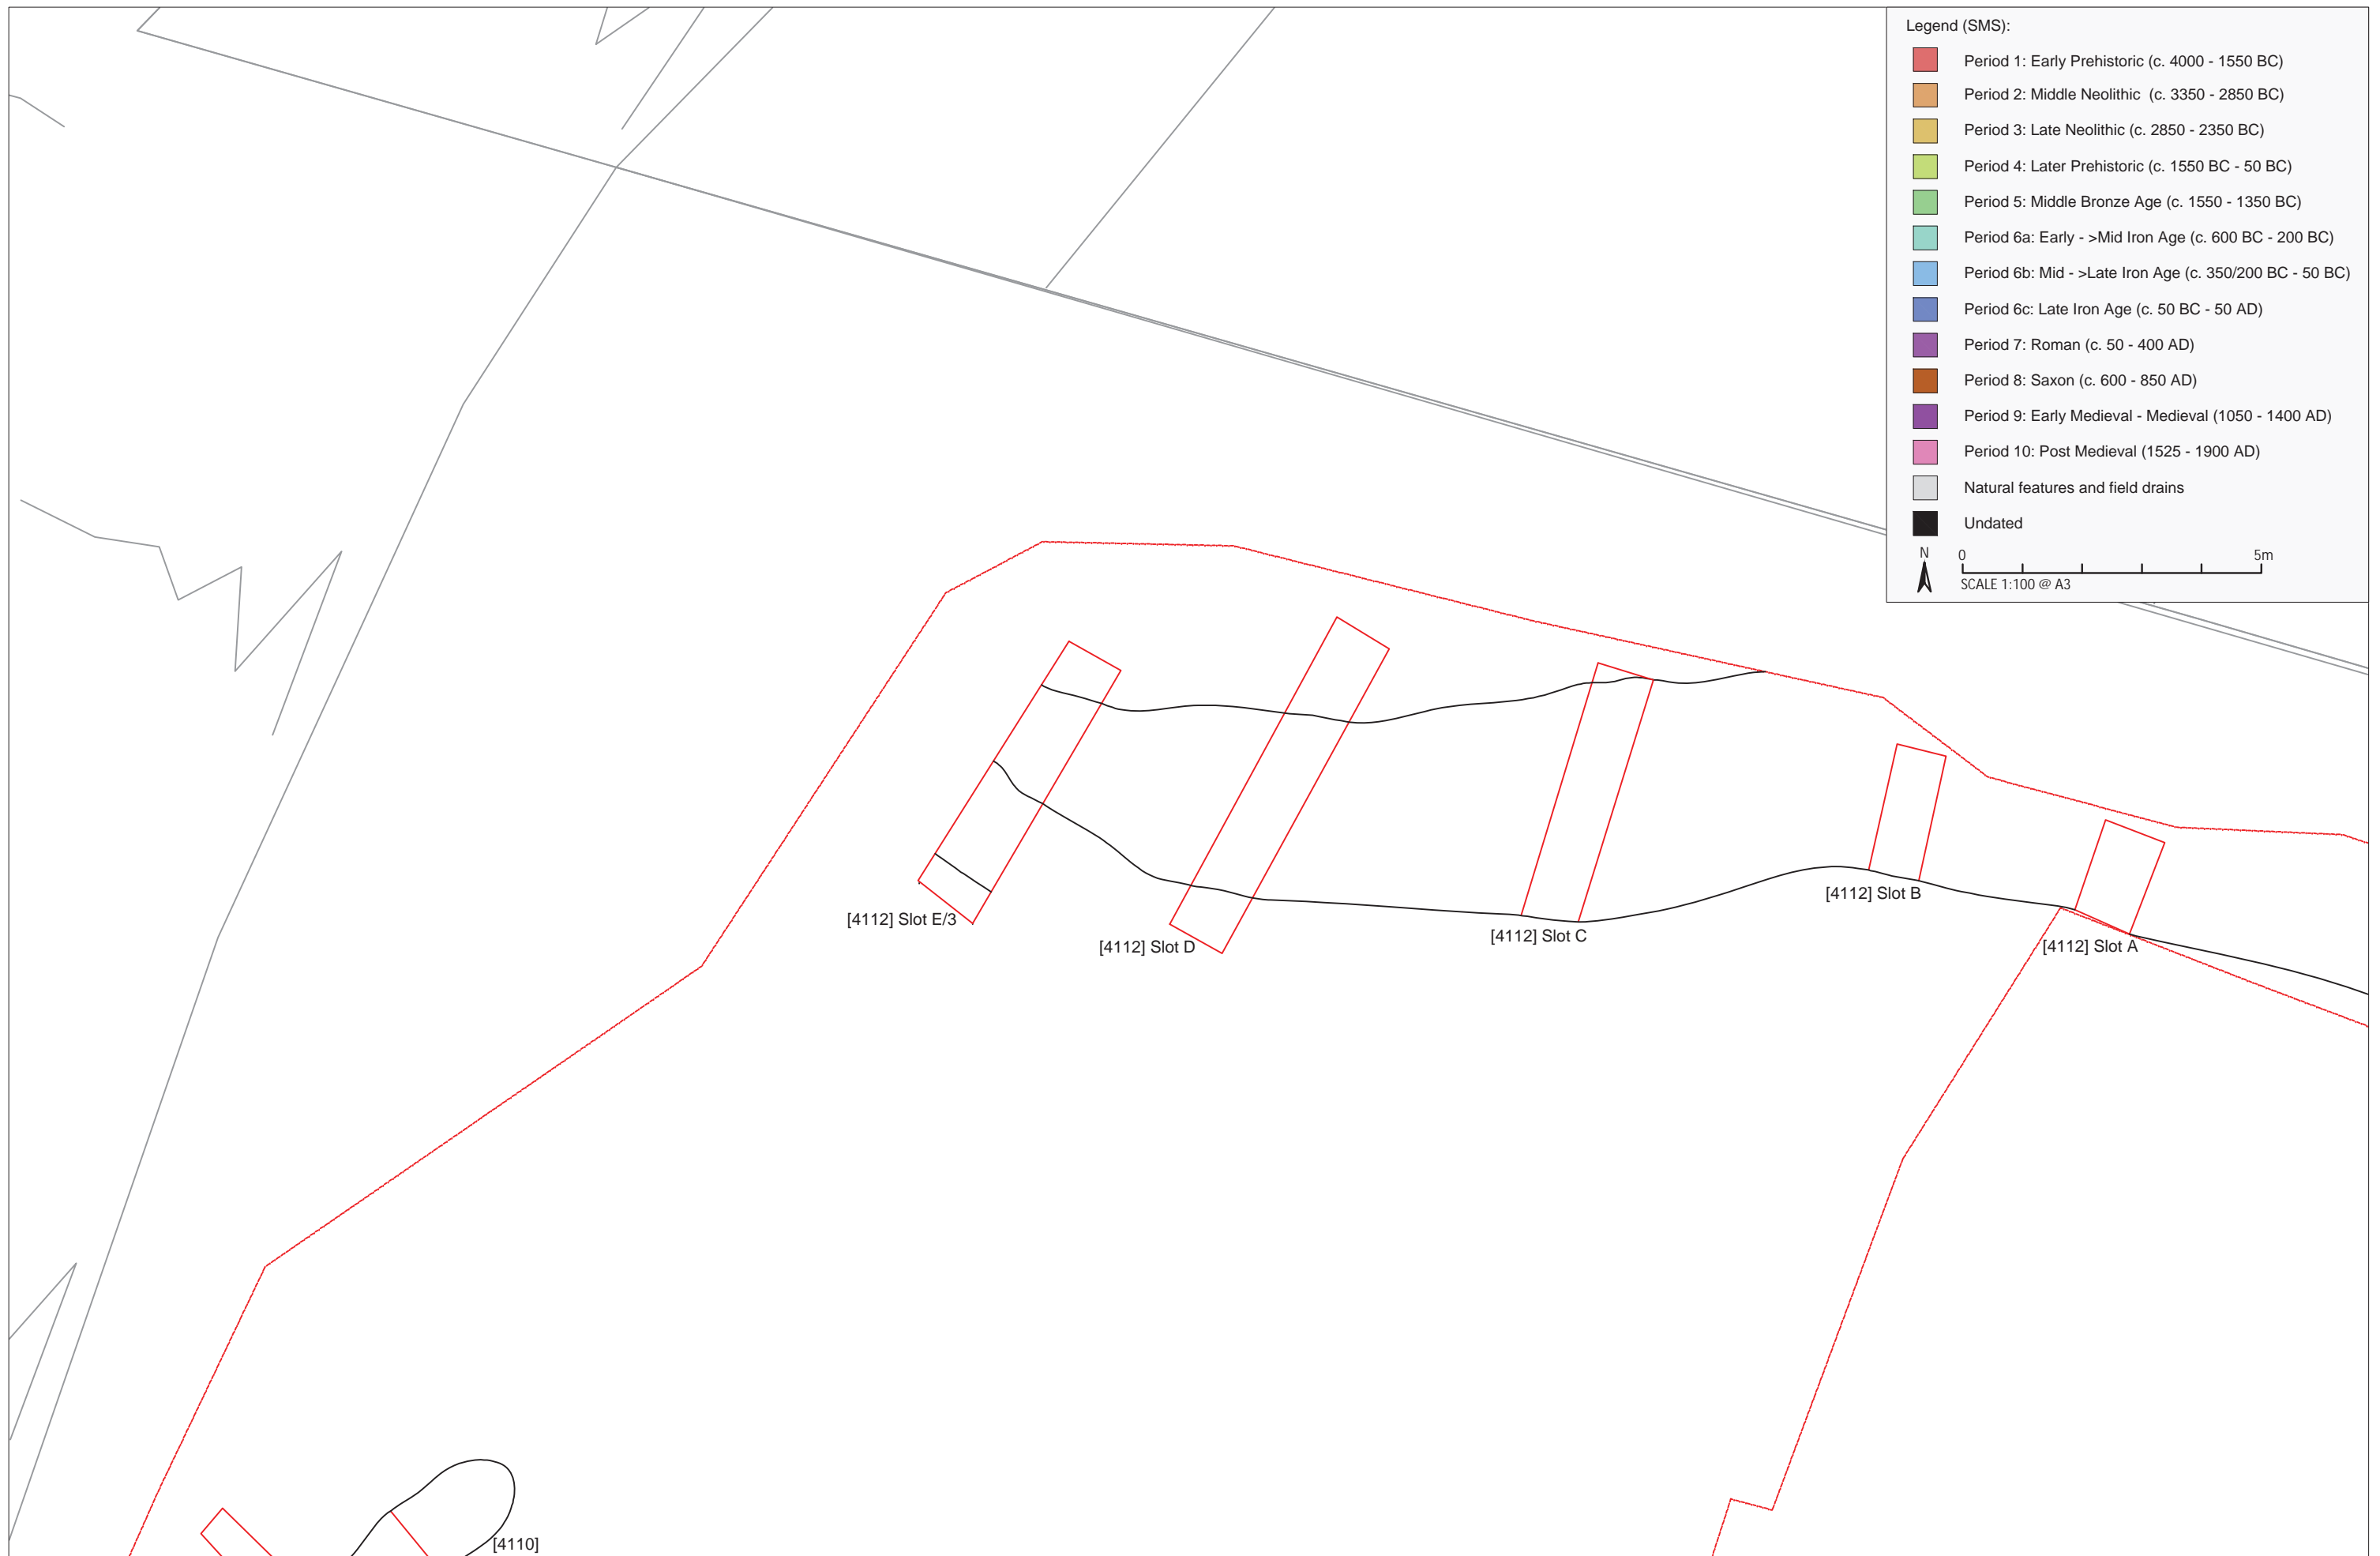 Legend (SMS):
Period 1: Early Prehistoric (c. 4000 - 1550 BC)
Period 2: Middle Neolithic  (c. 3350 - 2850 BC)
Period 3: Late Neolithic (c. 2850 - 2350 BC)
Period 4: Later Prehistoric (c. 1550 BC - 50 BC)
Period 5: Middle Bronze Age (c. 1550 - 1350 BC)
Period 6a: Early - >Mid Iron Age (c. 600 BC - 200 BC)
Period 6b: Mid - >Late Iron Age (c. 350/200 BC - 50 BC)
Period 6c: Late Iron Age (c. 50 BC - 50 AD)
Period 7: Roman (c. 50 - 400 AD)
Period 8: Saxon (c. 600 - 850 AD)
Period 9: Early Medieval - Medieval (1050 - 1400 AD)
Period 10: Post Medieval (1525 - 1900 AD)
Natural features and field drains
Undated
N 0 5m
SCALE 1:100 @ A3
[4112] Slot E/3
[4112] Slot D
[4112] Slot C
[4112] Slot B
[4112] Slot A
[4110]